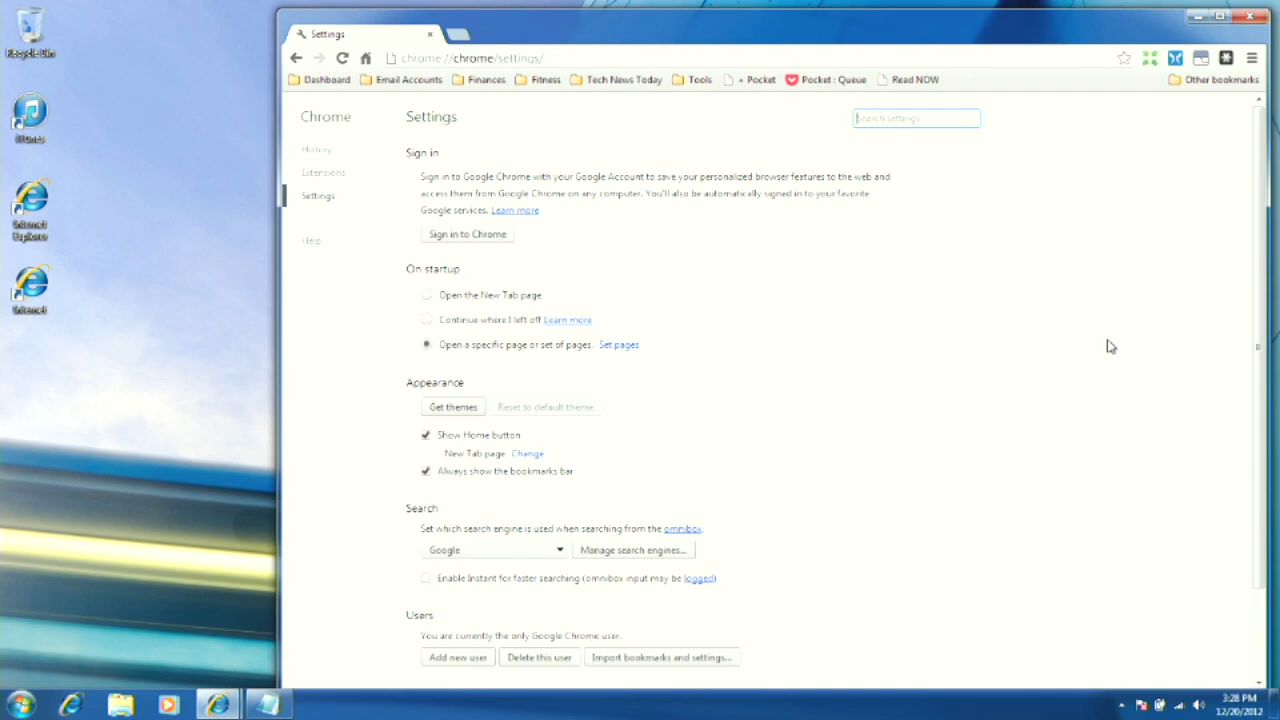 Recycle Bin
iTunes
Internet
Explorer
Internet
Settings
chrome://chrome/settings/
Dashboard
Email Accounts
Finances
Fitness
Tech News Today
Tools
+ Pocket
Pocket : Queue
Read NOW
Other bookmarks
Chrome
History
Extensions
Settings
Help
Settings
Search settings
Sign in
Sign in to Google Chrome with your Google Account to save your personalized browser features to the web and
access them from Google Chrome on any computer. You'll also be automatically signed in to your favorite
Google services. Learn more
Sign in to Chrome
On startup
Open the New Tab page
Continue where I left off Learn more
Open a specific page or set of pages. Set pages
Appearance
Get themes
Reset to default theme
Show Home button
New Tab page Change
Always show the bookmarks bar
Search
Set which search engine is used when searching from the omnibox.
Google
Manage search engines...
Enable Instant for faster searching (omnibox input may be logged)
Users
You are currently the only Google Chrome user.
Add new user
Delete this user
Import bookmarks and settings...
3:28 PM
12/20/2012